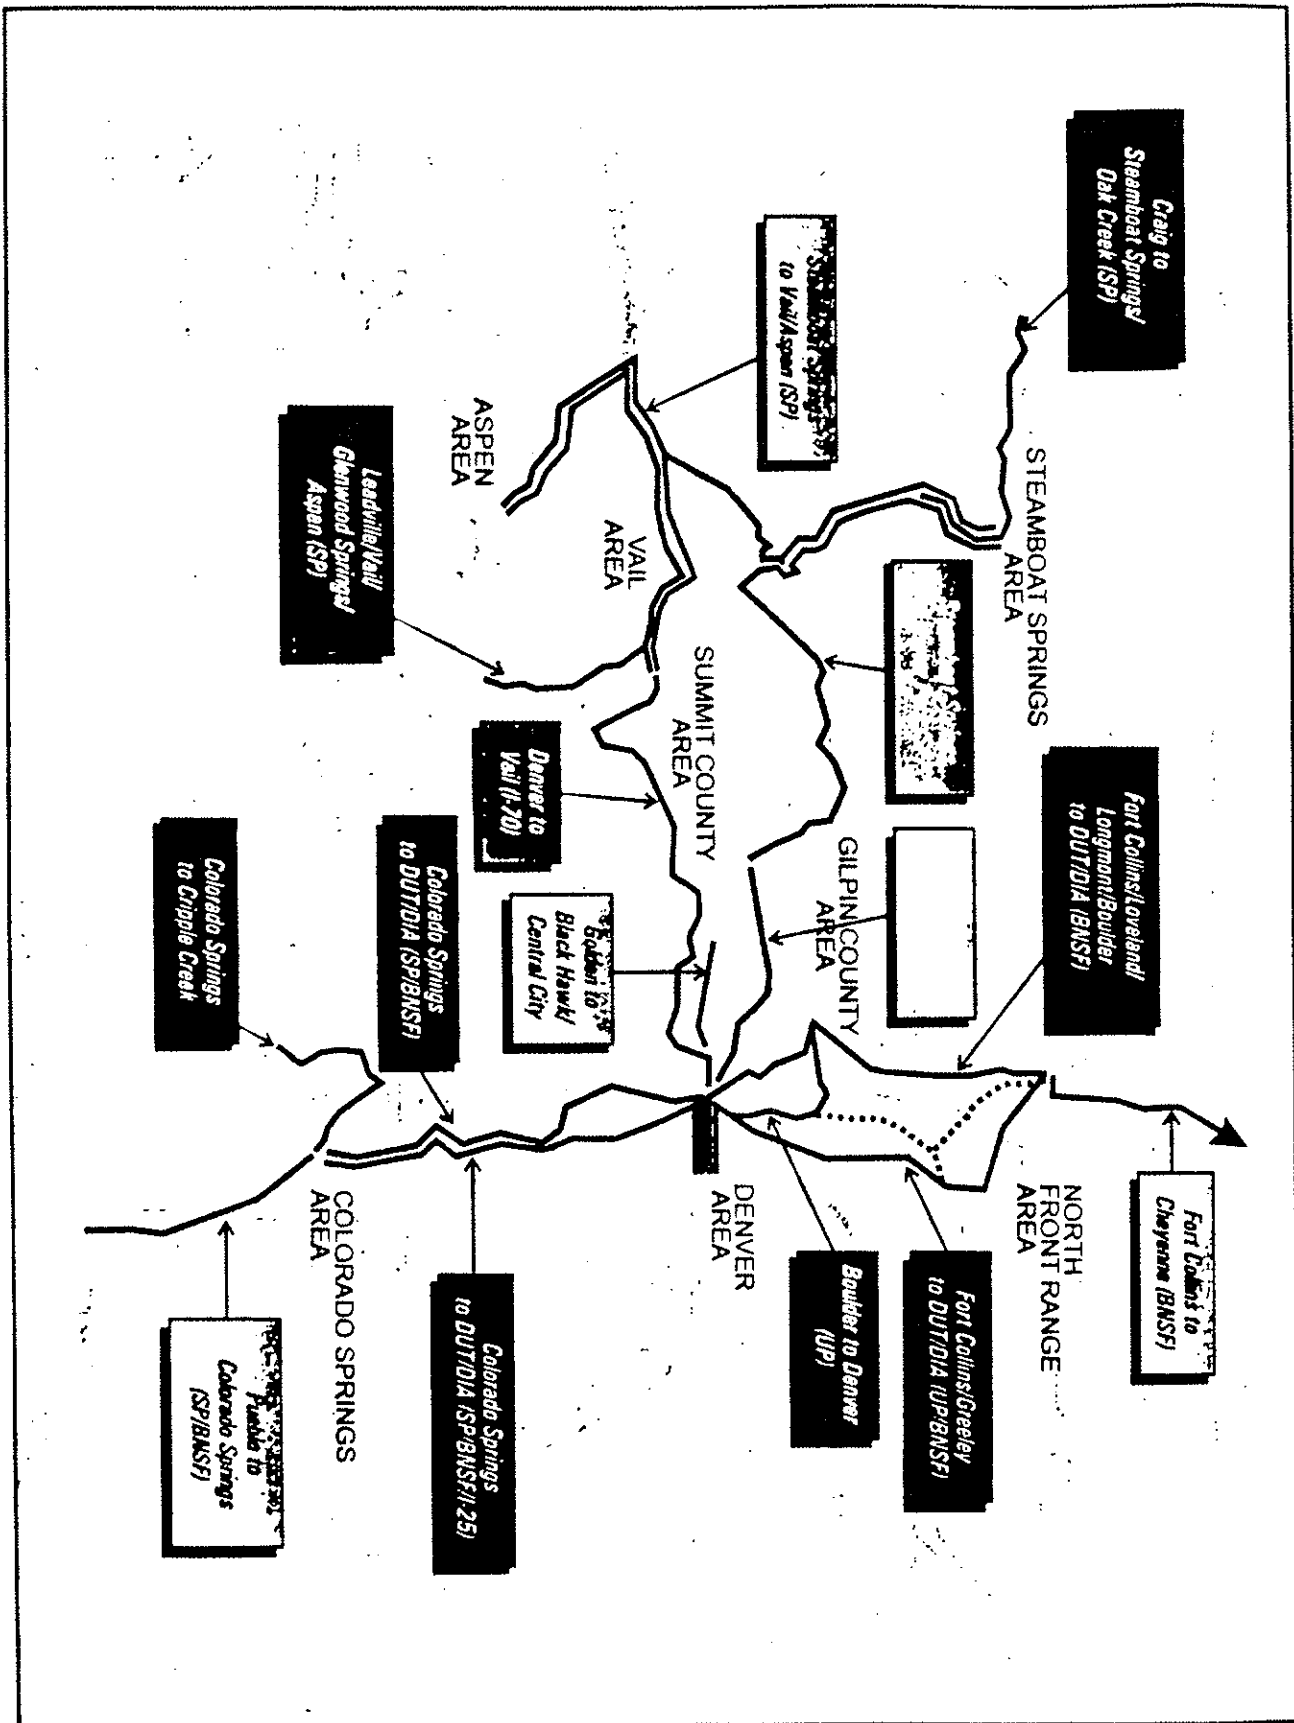 Craig to
Steamboat Springs/
Oak Creek (SP)
STEAMBOAT SPRINGS
AREA
Fort Collins/Loveland/
Longmont/Boulder
to DUT/DIA (BNSF)
Fort Collins to
Cheyenne (BNSF)
NORTH
FRONT RANGE
AREA
Fort Collins/Greeley
to DUT/DIA (UP/BNSF)
Steamboat Springs
to Vail/Aspen (SP)
GILPIN COUNTY
AREA
Boulder to Denver
(UP)
SUMMIT COUNTY
AREA
DENVER
AREA
VAIL
AREA
ASPEN
AREA
Denver to
Vail (I-70)
Golden to
Black Hawk/
Central City
Leadville/Vail/
Glenwood Springs/
Aspen (SP)
Colorado Springs
to DUT/DIA (SP/BNSF)
Colorado Springs
to DUT/DIA (SP/BNSF/I-25)
COLORADO SPRINGS
AREA
Colorado Springs
to Cripple Creek
Pueblo to
Colorado Springs
(SP/BNSF)